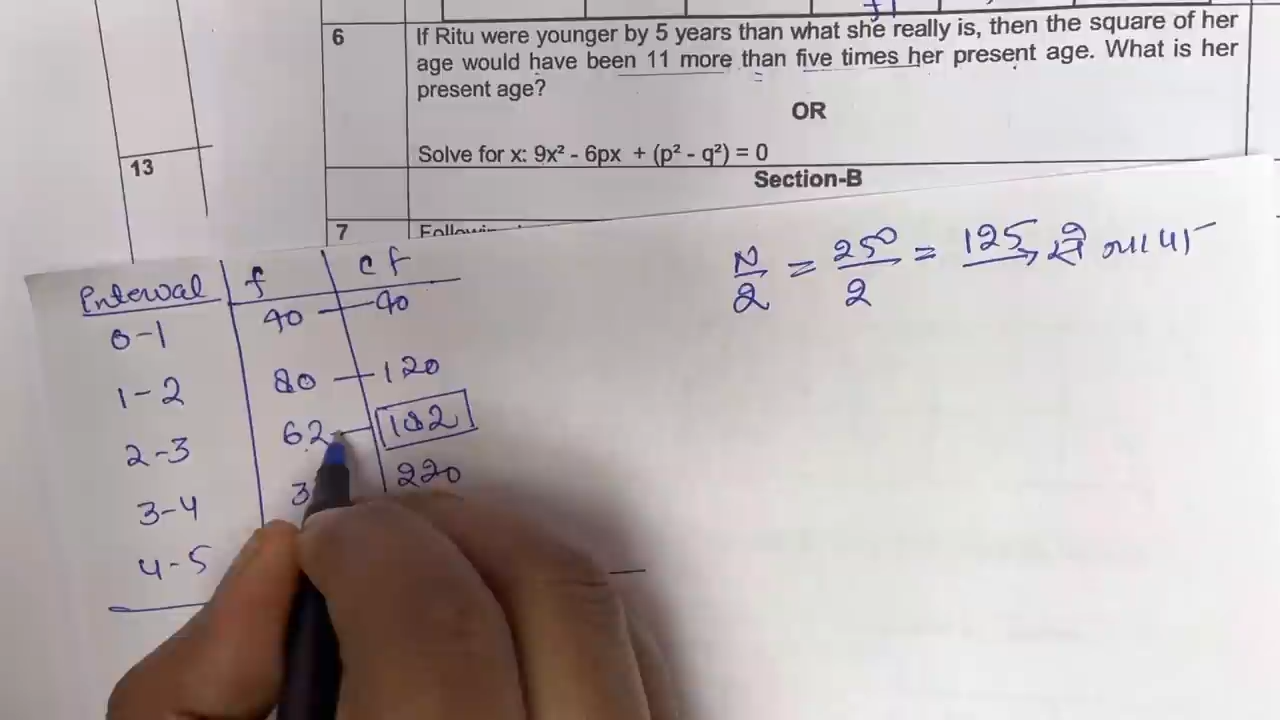 6
If Ritu were younger by 5 years than what she really is, then the square of her
age would have been 11 more than five times her present age. What is her
present age?
OR
Solve for x: 9x² - 6px + (p² - q²) = 0
13
Section-B
7
Interval f cf
0-1 40 40
1-2 80 120
2-3 62 182
3-4 3 220
4-5
N/2 = 250/2 = 125, से ज्यादा